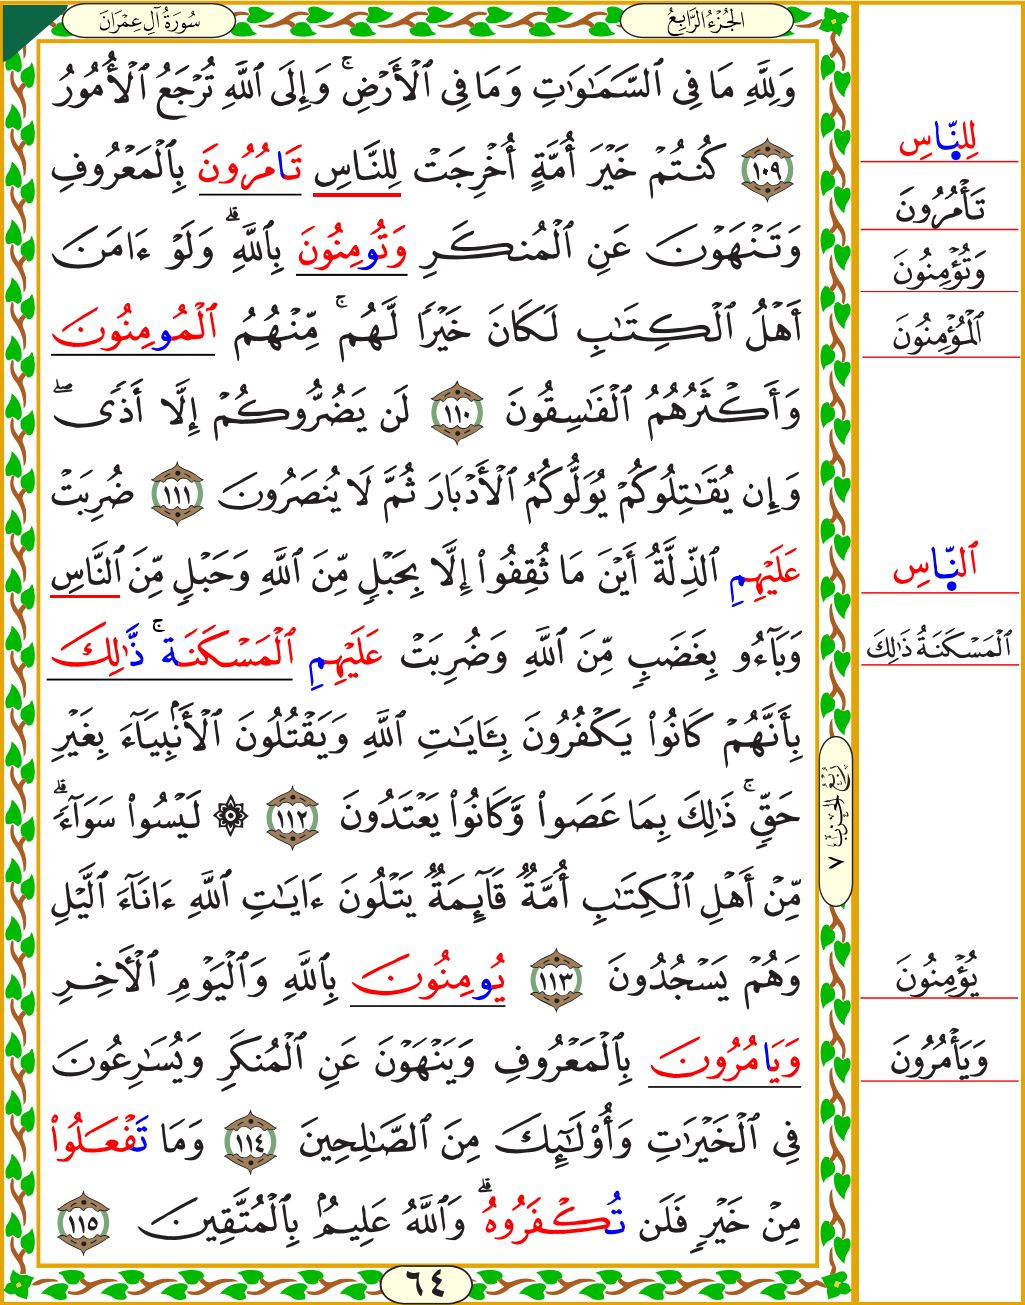 سُورَةُ آلِ عِمْرَانَ
الجُزْءُ الرَّابِعُ
وَلِلَّهِ مَا فِي ٱلسَّمَٰوَٰتِ وَمَا فِي ٱلْأَرْضِۚ وَإِلَى ٱللَّهِ تُرْجَعُ ٱلْأُمُورُ
١٠٩ كُنتُمْ خَيْرَ أُمَّةٍ أُخْرِجَتْ لِلنَّاسِ تَامُرُونَ بِٱلْمَعْرُوفِ
وَتَنْهَوْنَ عَنِ ٱلْمُنكَرِ وَتُومِنُونَ بِٱللَّهِۗ وَلَوْ ءَامَنَ
أَهْلُ ٱلْكِتَٰبِ لَكَانَ خَيْرًا لَّهُمۚ مِّنْهُمُ ٱلْمُومِنُونَ
وَأَكْثَرُهُمُ ٱلْفَٰسِقُونَ ١١٠ لَن يَضُرُّوكُمْ إِلَّا أَذًىۖ
وَإِن يُقَٰتِلُوكُمْ يُوَلُّوكُمُ ٱلْأَدْبَارَ ثُمَّ لَا يُنصَرُونَ ١١١ ضُرِبَتْ
عَلَيْهِمِ ٱلذِّلَّةُ أَيْنَ مَا ثُقِفُوا۟ إِلَّا بِحَبْلٍ مِّنَ ٱللَّهِ وَحَبْلٍ مِّنَ ٱلنَّاسِ
وَبَآءُو بِغَضَبٍ مِّنَ ٱللَّهِ وَضُرِبَتْ عَلَيْهِمِ ٱلْمَسْكَنَةۚ ذَّٰلِكَ
بِأَنَّهُمْ كَانُوا۟ يَكْفُرُونَ بِـَٔايَٰتِ ٱللَّهِ وَيَقْتُلُونَ ٱلْأَنۢبِيَآءَ بِغَيْرِ
حَقٍّۚ ذَٰلِكَ بِمَا عَصَوا۟ وَّكَانُوا۟ يَعْتَدُونَ ١١٢ ۞ لَيْسُوا۟ سَوَآءًۗ
مِّنْ أَهْلِ ٱلْكِتَٰبِ أُمَّةٌ قَآئِمَةٌ يَتْلُونَ ءَايَٰتِ ٱللَّهِ ءَانَآءَ ٱلَّيْلِ
وَهُمْ يَسْجُدُونَ ١١٣ يُومِنُونَ بِٱللَّهِ وَٱلْيَوْمِ ٱلْأَخِرِ
وَيَامُرُونَ بِٱلْمَعْرُوفِ وَيَنْهَوْنَ عَنِ ٱلْمُنكَرِ وَيُسَٰرِعُونَ
فِي ٱلْخَيْرَٰتِ وَأُو۟لَٰٓئِكَ مِنَ ٱلصَّٰلِحِينَ ١١٤ وَمَا تَفْعَلُوا۟
مِنْ خَيْرٍ فَلَن تُكْفَرُوهُۗ وَٱللَّهُ عَلِيمٌۢ بِٱلْمُتَّقِينَ ١١٥
٦٤
لِلنَّاسِ
تَأْمُرُونَ
وَتُؤْمِنُونَ
ٱلْمُؤْمِنُونَ
ٱلنَّاسِ
ٱلْمَسْكَنَةُ ذَٰلِكَ
رُبْعُ الحِزْب ٧
يُؤْمِنُونَ
وَيَأْمُرُونَ